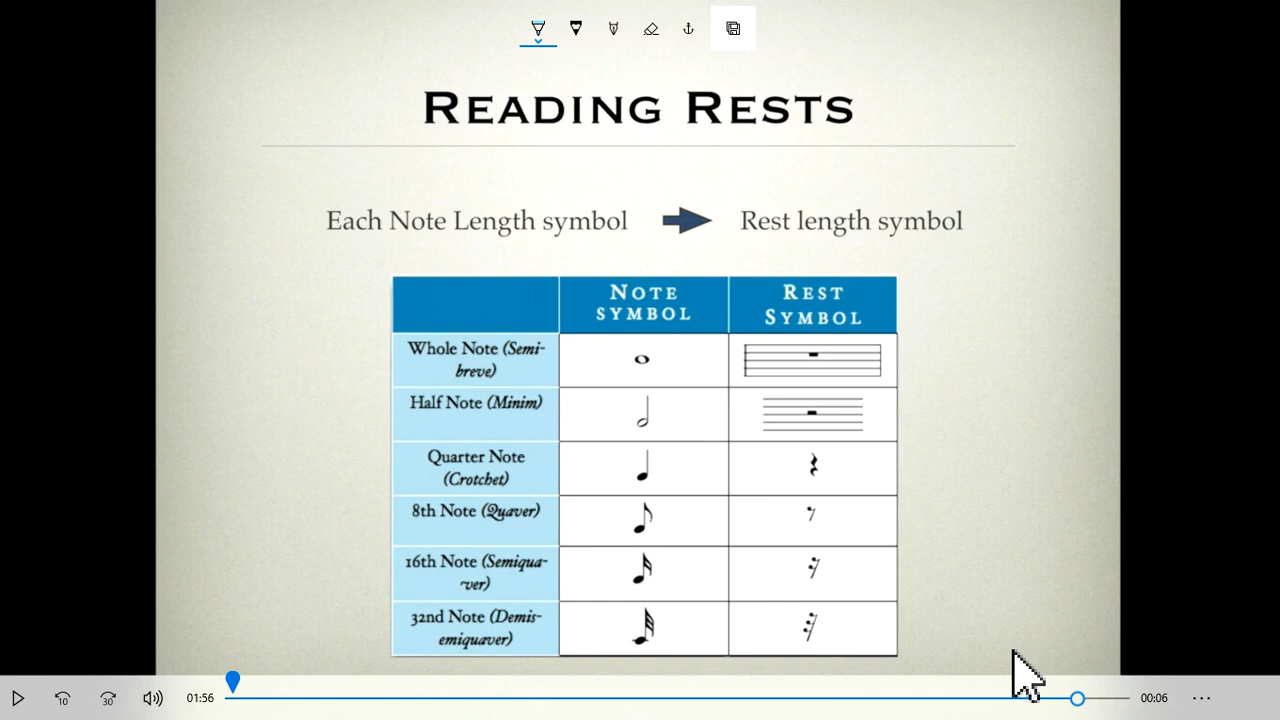 READING RESTS
Each Note Length symbol
Rest length symbol
NOTE
SYMBOL
REST
SYMBOL
Whole Note (Semi-
breve)
Half Note (Minim)
Quarter Note
(Crotchet)
8th Note (Quaver)
16th Note (Semiqua-
ver)
32nd Note (Demis-
emiquaver)
10
30
01:56
00:06